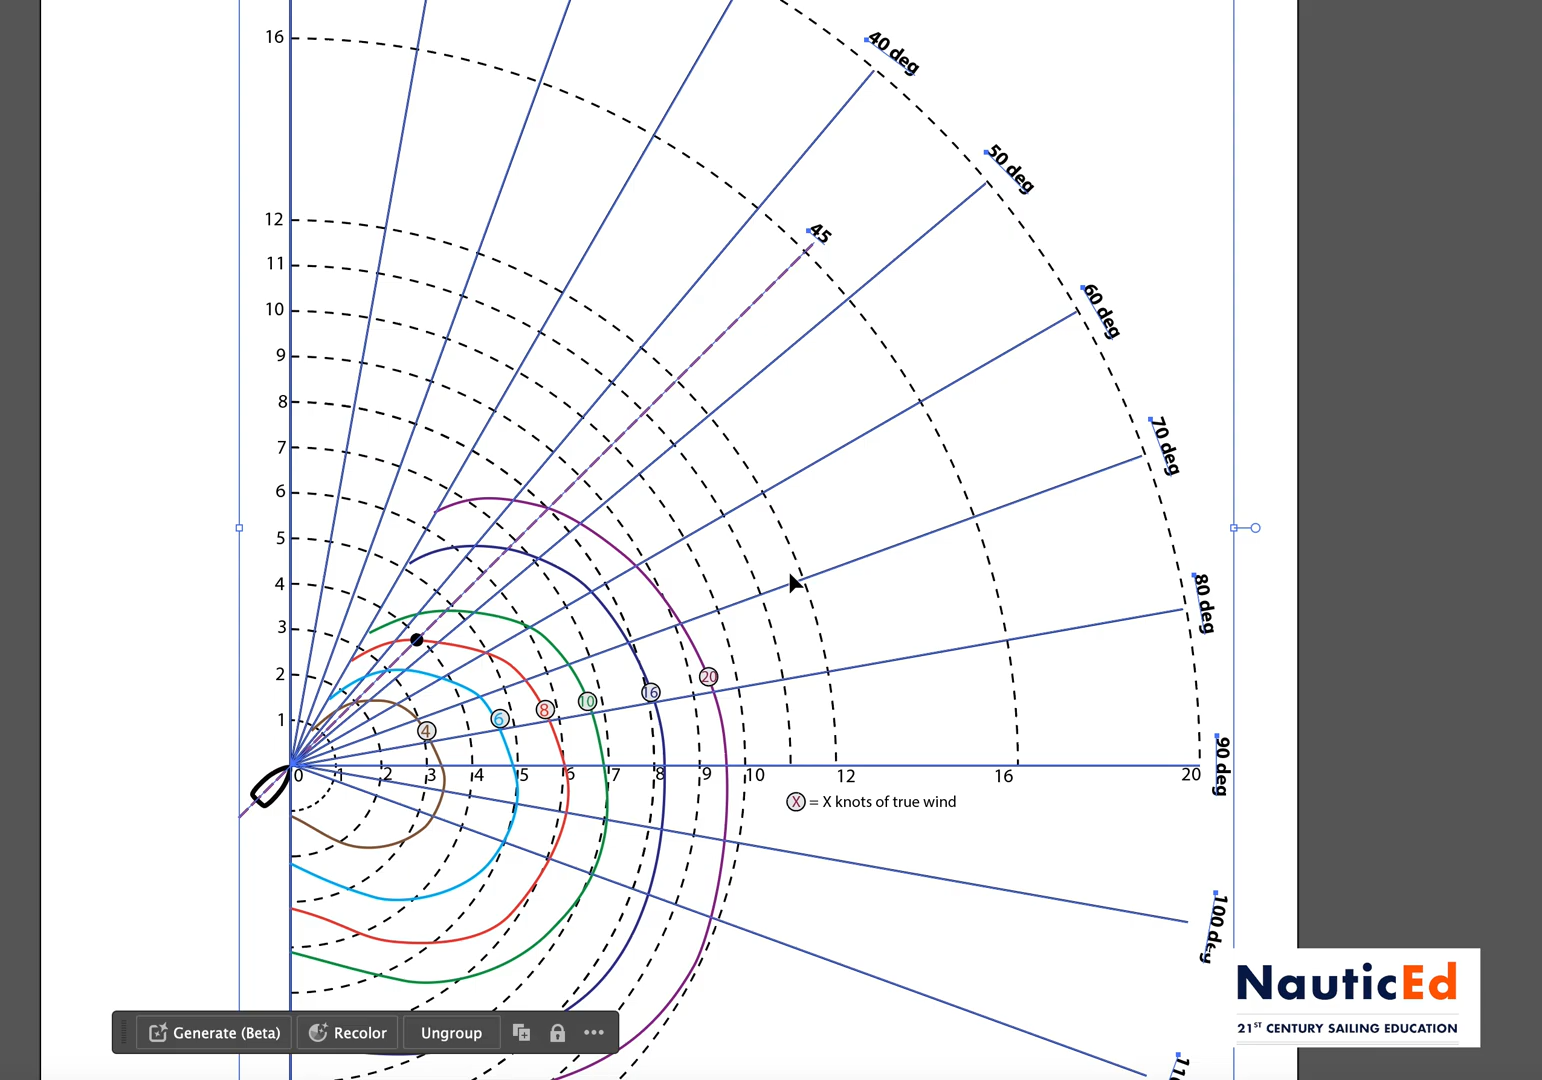 16
40 deg
50 deg
12
45
11
60 deg
10
9
8
70 deg
7
6
5
4
80 deg
3
2
20
16
10
8
6
1
4
90 deg
0 1 2 3 4 5 6 7 8 9 10 12 16 20
X = X knots of true wind
100 deg
NauticEd
21ST CENTURY SAILING EDUCATION
Generate (Beta) Recolor Ungroup